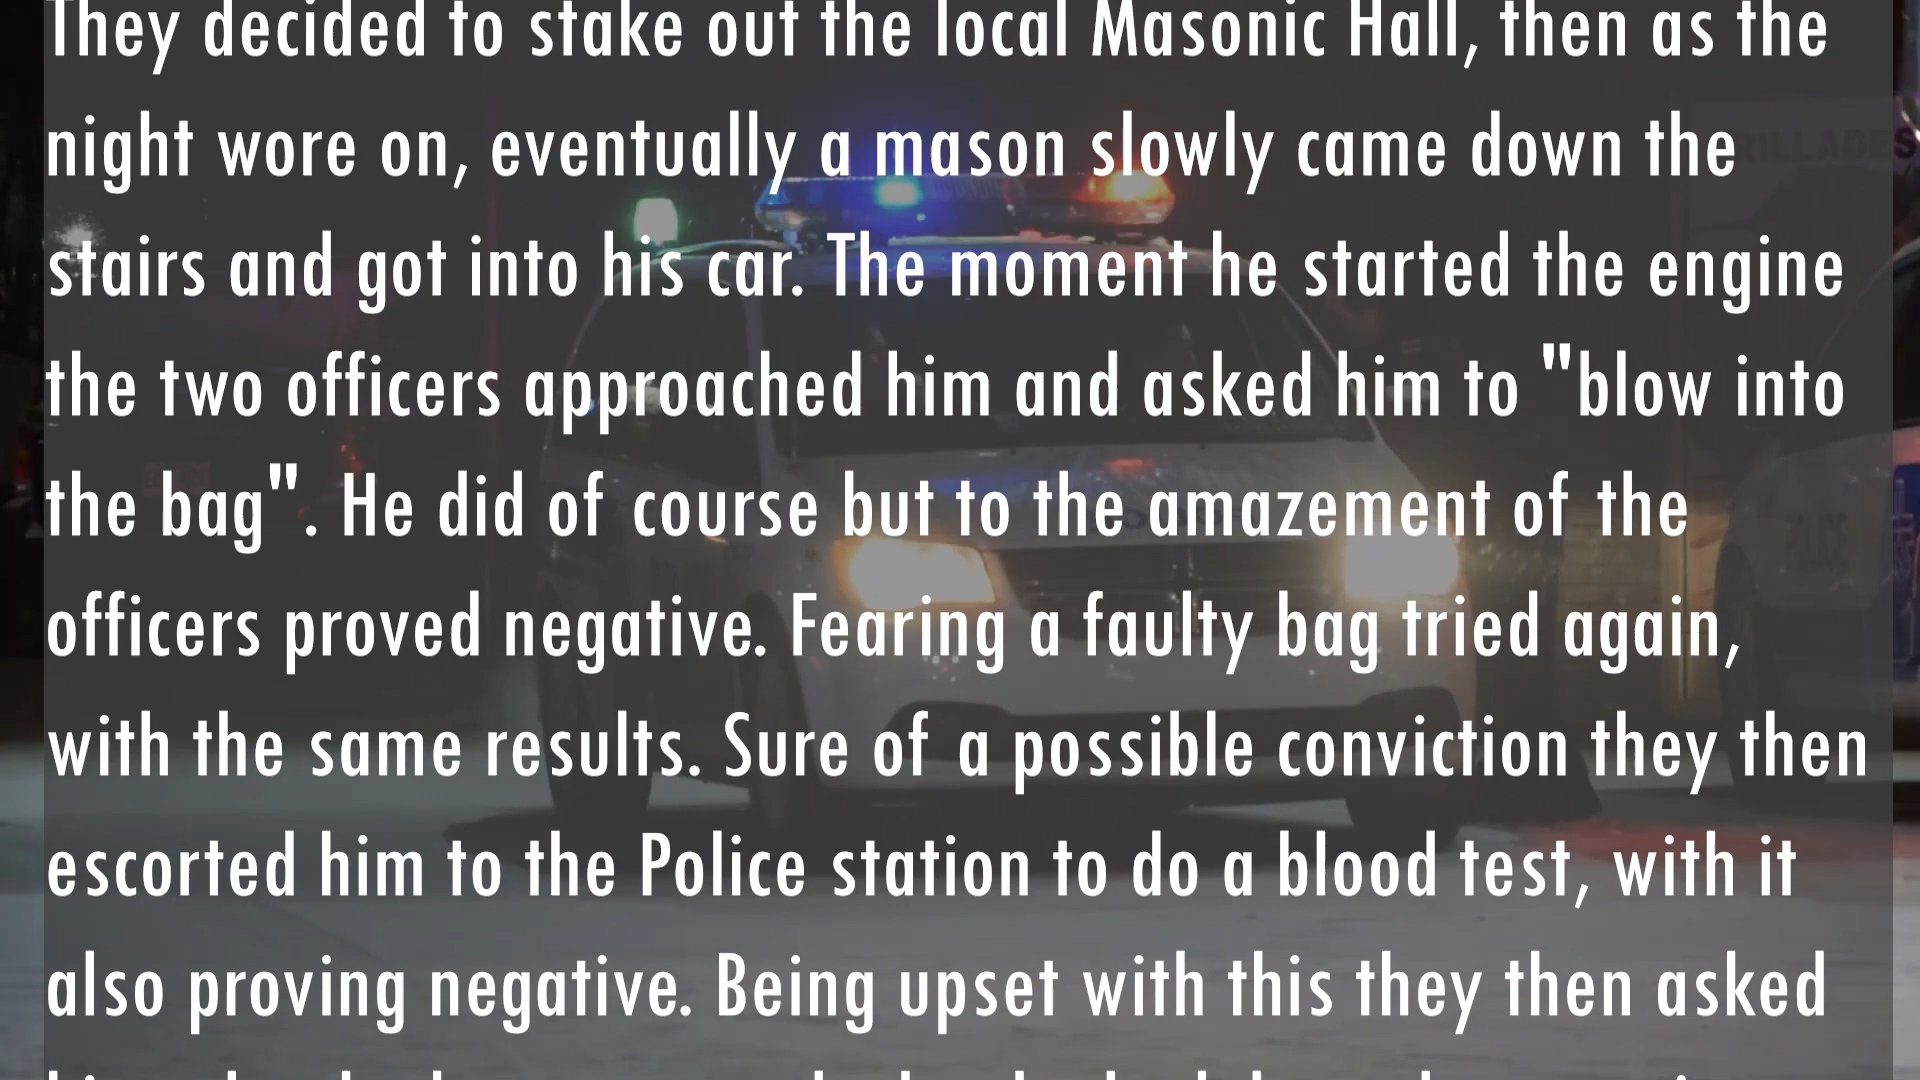 They decided to stake out the local Masonic Hall, then as the
night wore on, eventually a mason slowly came down the
stairs and got into his car. The moment he started the engine
the two officers approached him and asked him to "blow into
the bag". He did of course but to the amazement of the
officers proved negative. Fearing a faulty bag tried again,
with the same results. Sure of a possible conviction they then
escorted him to the Police station to do a blood test, with it
also proving negative. Being upset with this they then asked